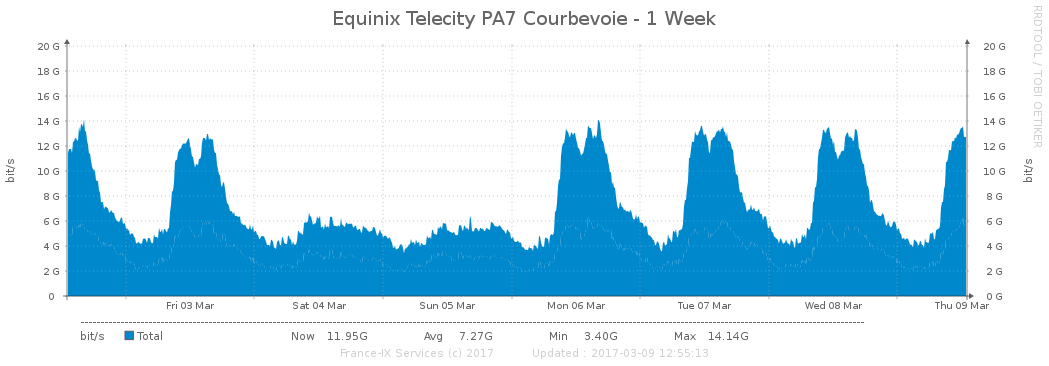 Equinix Telecity PA7 Courbevoie - 1 Week
RRDTOOL / TOBI OETIKER
bit/s
bit/s
20 G 20 G
18 G 18 G
16 G 16 G
14 G 14 G
12 G 12 G
10 G 10 G
8 G 8 G
6 G 6 G
4 G 4 G
2 G 2 G
0 0 G
Fri 03 Mar Sat 04 Mar Sun 05 Mar Mon 06 Mar Tue 07 Mar Wed 08 Mar Thu 09 Mar
bit/s Total Now 11.95G Avg 7.27G Min 3.40G Max 14.14G
France-IX Services (c) 2017 Updated : 2017-03-09 12:55:13